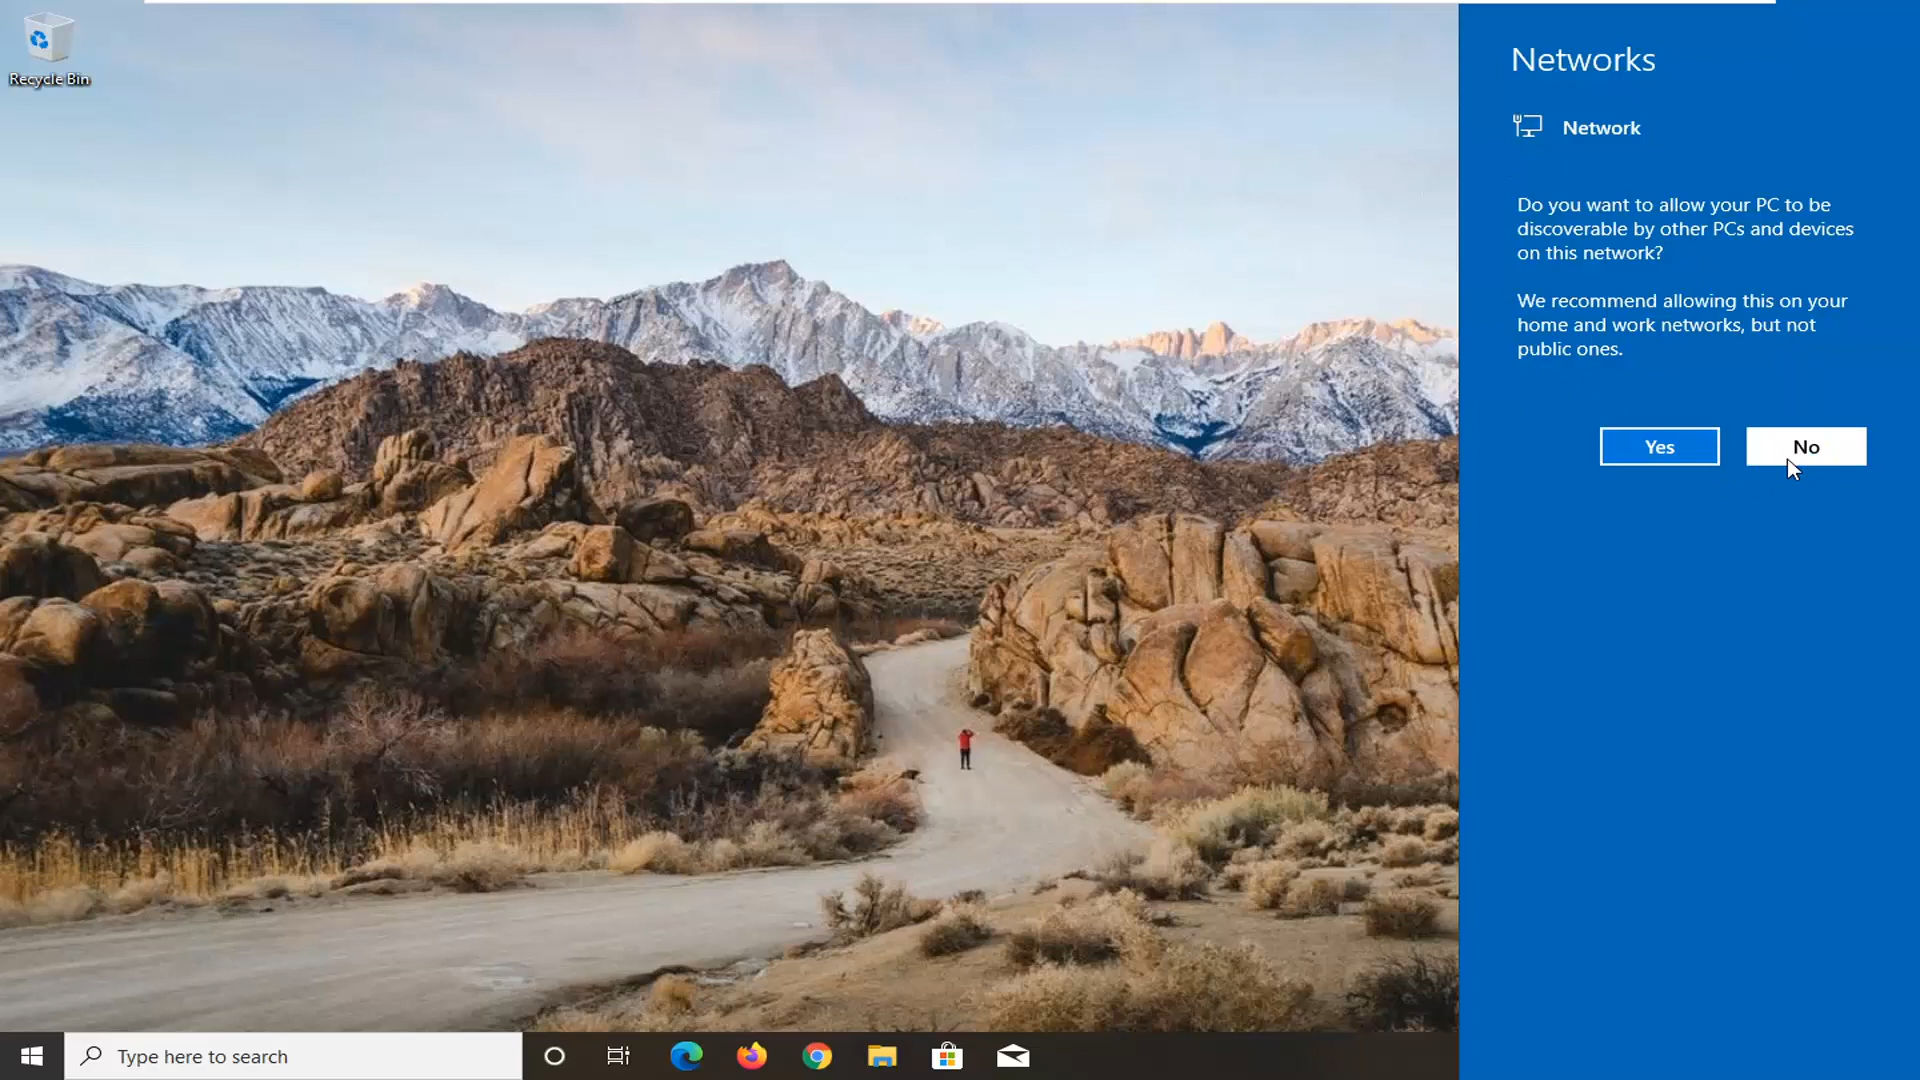 Recycle Bin
Networks
Network
Do you want to allow your PC to be
discoverable by other PCs and devices
on this network?
We recommend allowing this on your
home and work networks, but not
public ones.
Yes
No
Type here to search